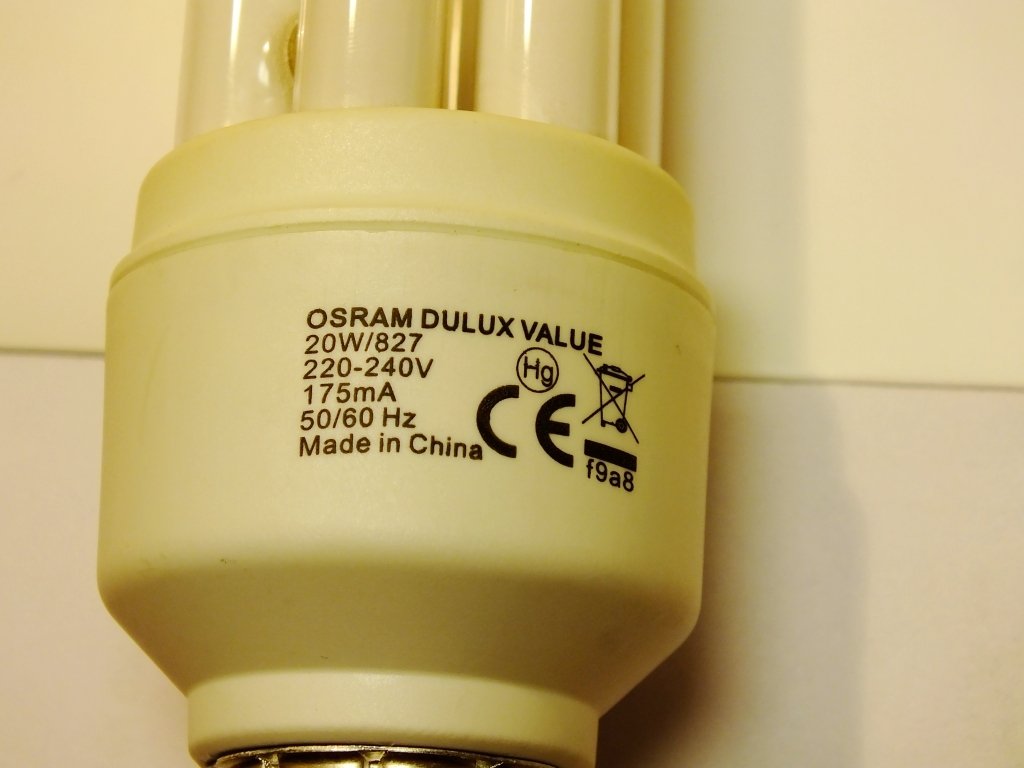 OSRAM DULUX VALUE
20W/827
220-240V
175mA
50/60 Hz
Made in China
Hg
CE
f9a8